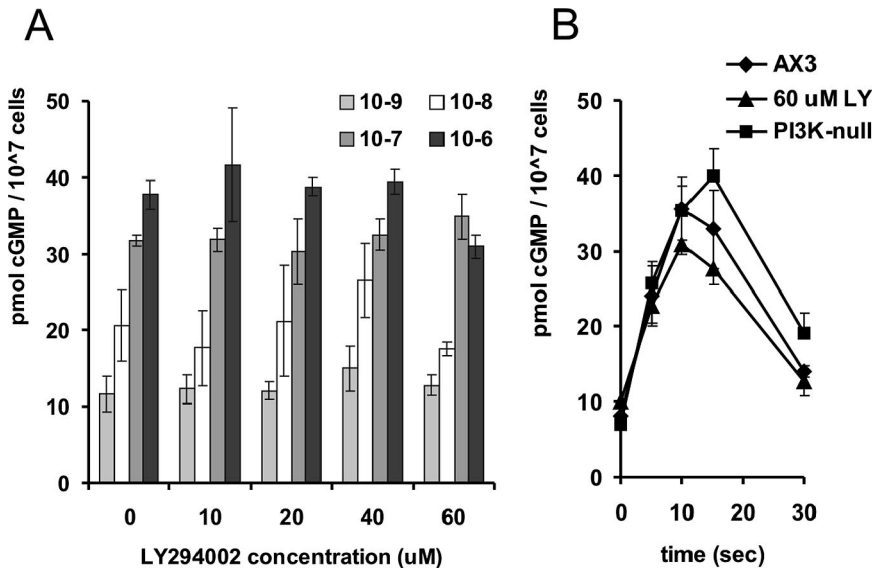 A
pmol cGMP / 10^7 cells
10-9 10-8
10-7 10-6
50
40
30
20
10
0
0 10 20 40 60
LY294002 concentration (uM)
B
AX3
60 uM LY
PI3K-null
pmol cGMP / 10^7 cells
50
40
30
20
10
0
0 10 20 30
time (sec)